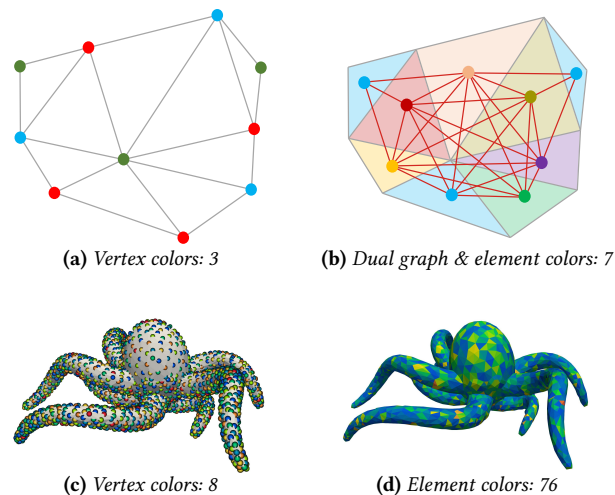 (a) Vertex colors: 3
(b) Dual graph & element colors: 7
(c) Vertex colors: 8
(d) Element colors: 76